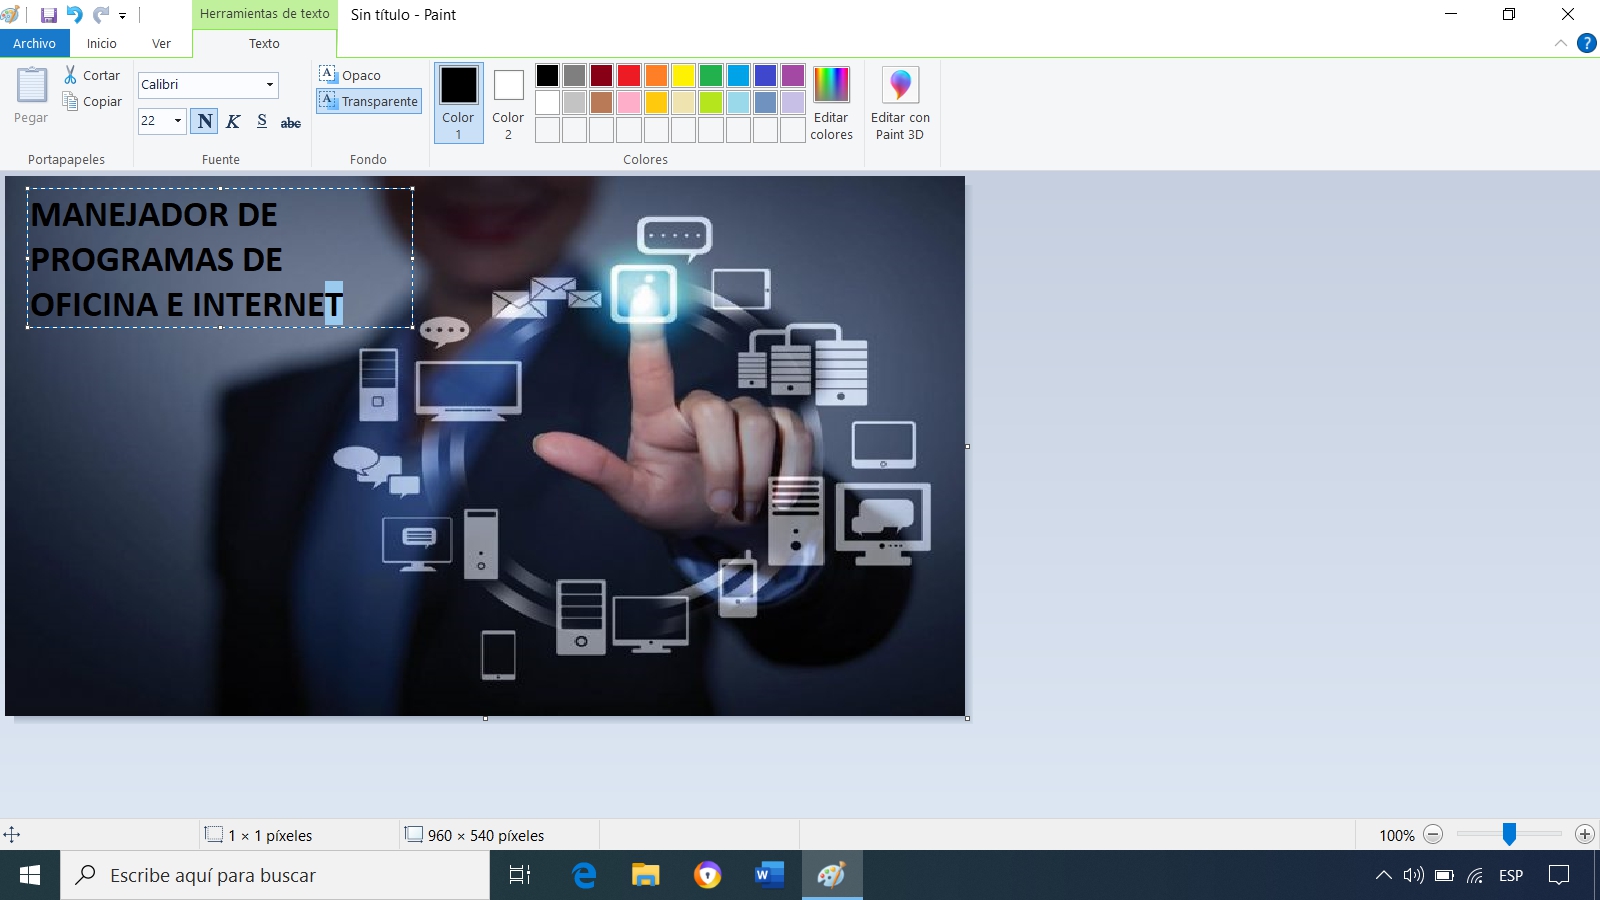 Herramientas de texto
Sin título - Paint
Archivo
Inicio
Ver
Texto
Pegar
Cortar
Copiar
Portapapeles
Calibri
22
N K S abc
Fuente
A Opaco
A Transparente
Fondo
Color
1
Color
2
Colores
Editar
colores
Editar con
Paint 3D
?
MANEJADOR DE
PROGRAMAS DE
OFICINA E INTERNET
1 × 1 píxeles
960 × 540 píxeles
100%
Escribe aquí para buscar
W
ESP